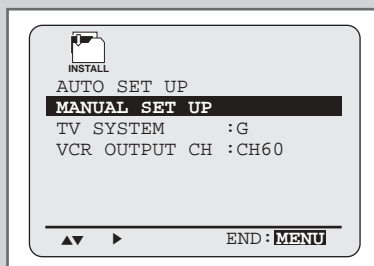 INSTALL
AUTO SET UP
MANUAL SET UP
TV SYSTEM :G
VCR OUTPUT CH :CH60
▲▼ ▶ END:MENU